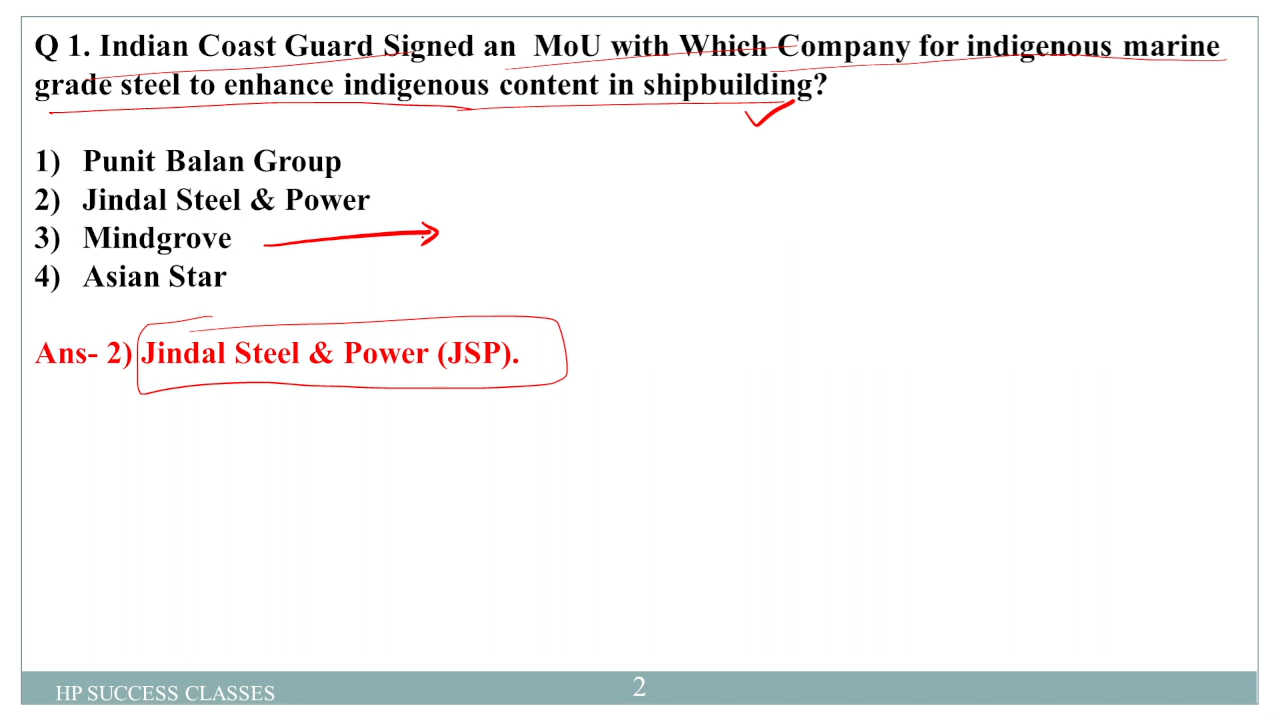 Q 1. Indian Coast Guard Signed an MoU with Which Company for indigenous marine
grade steel to enhance indigenous content in shipbuilding?
1) Punit Balan Group
2) Jindal Steel & Power
3) Mindgrove
4) Asian Star
Ans- 2) Jindal Steel & Power (JSP).
HP SUCCESS CLASSES
2